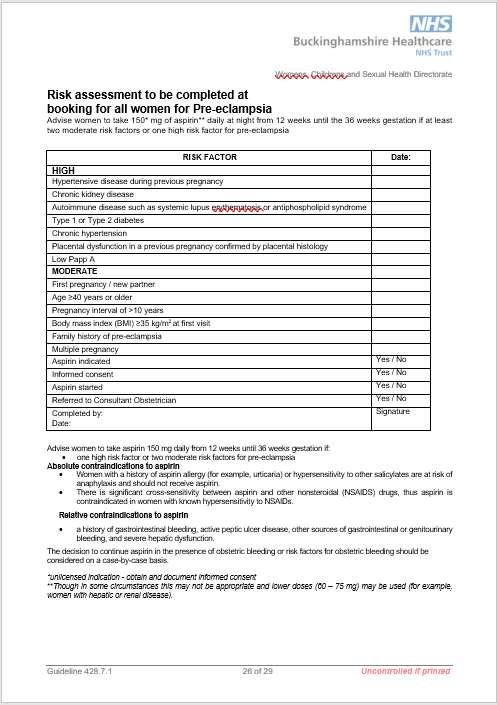 NHS
Buckinghamshire Healthcare
NHS Trust
Womens, Childrens and Sexual Health Directorate
Risk assessment to be completed at
booking for all women for Pre-eclampsia
Advise women to take 150* mg of aspirin** daily at night from 12 weeks until the 36 weeks gestation if at least
two moderate risk factors or one high risk factor for pre-eclampsia
RISK FACTOR Date:
HIGH
Hypertensive disease during previous pregnancy
Chronic kidney disease
Autoimmune disease such as systemic lupus erythematosis or antiphospholipid syndrome
Type 1 or Type 2 diabetes
Chronic hypertension
Placental dysfunction in a previous pregnancy confirmed by placental histology
Low Papp A
MODERATE
First pregnancy / new partner
Age ≥40 years or older
Pregnancy interval of >10 years
Body mass index (BMI) ≥35 kg/m² at first visit
Family history of pre-eclampsia
Multiple pregnancy
Aspirin indicated Yes / No
Informed consent Yes / No
Aspirin started Yes / No
Referred to Consultant Obstetrician Yes / No
Completed by: Signature
Date:
Advise women to take aspirin 150 mg daily from 12 weeks until 36 weeks gestation if:
• one high risk factor or two moderate risk factors for pre-eclampsia
Absolute contraindications to aspirin
• Women with a history of aspirin allergy (for example, urticaria) or hypersensitivity to other salicylates are at risk of
anaphylaxis and should not receive aspirin.
• There is significant cross-sensitivity between aspirin and other nonsteroidal (NSAIDS) drugs, thus aspirin is
contraindicated in women with known hypersensitivity to NSAIDs.
Relative contraindications to aspirin
• a history of gastrointestinal bleeding, active peptic ulcer disease, other sources of gastrointestinal or genitourinary
bleeding, and severe hepatic dysfunction.
The decision to continue aspirin in the presence of obstetric bleeding or risk factors for obstetric bleeding should be
considered on a case-by-case basis.
*unlicensed indication - obtain and document informed consent
**Though in some circumstances this may not be appropriate and lower doses (60 – 75 mg) may be used (for example,
women with hepatic or renal disease).
Guideline 428.7.1 26 of 29 Uncontrolled if printed